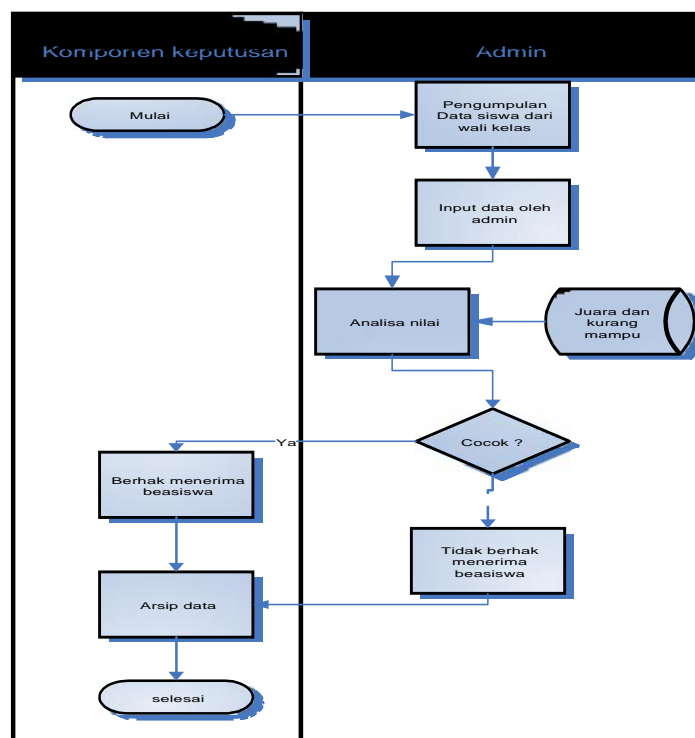 Komponen keputusan
Admin
Mulai
Pengumpulan
Data siswa dari
wali kelas
Input data oleh
admin
Analisa nilai
Juara dan
kurang
mampu
Cocok ?
Ya
Berhak menerima
beasiswa
Tidak berhak
menerima
beasiswa
Arsip data
selesai